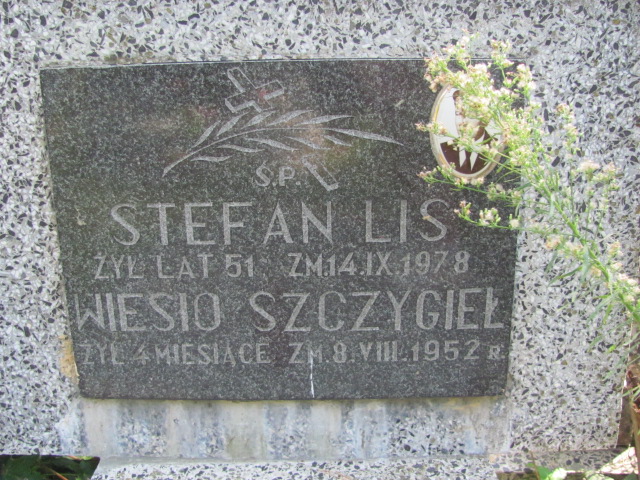 Ś.P.
STEFAN LIS
ŻYŁ LAT 51 ZM.14.IX.1978
WIESIO SZCZYGIEŁ
ŻYŁ 4 MIESIĄCE ZM.8.VIII.1952 R.